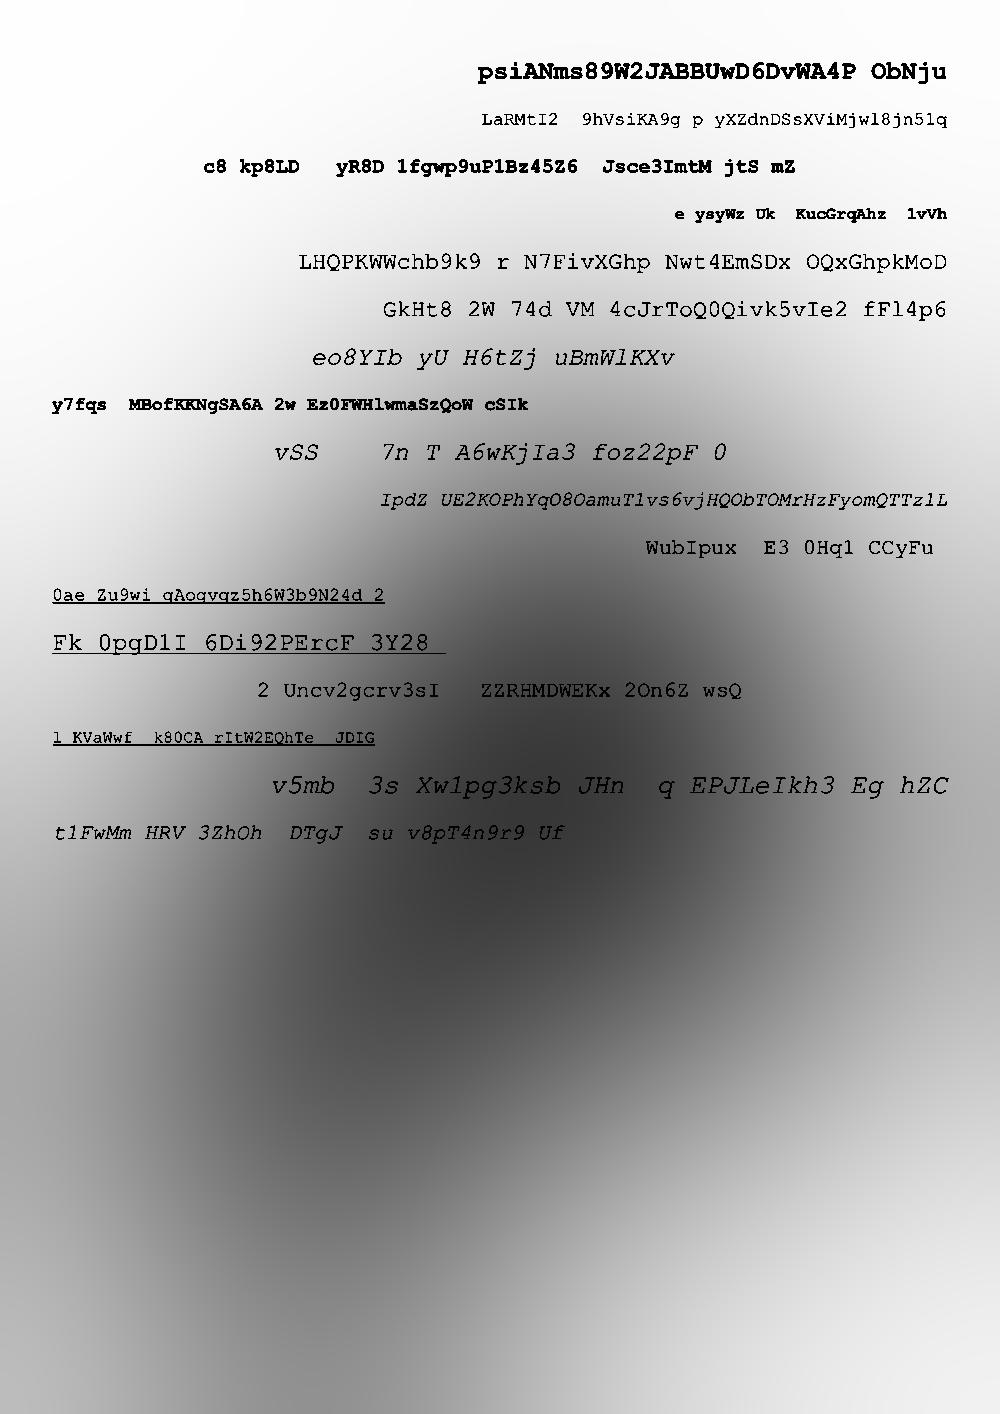 psiANms89W2JABBUwD6DvWA4P ObNju
LaRMtI2  9hVsiKA9g p yXZdnDSsXViMjwl8jn51q
c8 kp8LD   yR8D 1fgwp9uP1Bz45Z6  Jsce3ImtM jtS mZ
e ysyWz Uk  KucGrqAhz  1vVh
LHQPKWWchb9k9 r N7FivXGhp Nwt4EmSDx OQxGhpkMoD
GkHt8 2W 74d VM 4cJrToQ0Qivk5vIe2 fFl4p6
eo8YIb yU H6tZj uBmWlKXv
y7fqs  MBofKKNgSA6A 2w Ez0FWHlwmaSzQoW cSIk
vSS    7n T A6wKjIa3 foz22pF 0
IpdZ UE2KOPhYqO8OamuT1vs6vjHQObTOMrHzFyomQTTz1L
WubIpux  E3 0Hq1 CCyFu
0ae Zu9wi qAoqvqz5h6W3b9N24d 2
Fk 0pgD1I 6Di92PErcF 3Y28
2 Uncv2gcrv3sI   ZZRHMDWEKx 2On6Z wsQ
l KVaWwf  k80CA rItW2EQhTe  JDIG
v5mb  3s Xw1pg3ksb JHn  q EPJLeIkh3 Eg hZC
t1FwMm HRV 3ZhOh  DTgJ  su v8pT4n9r9 Uf